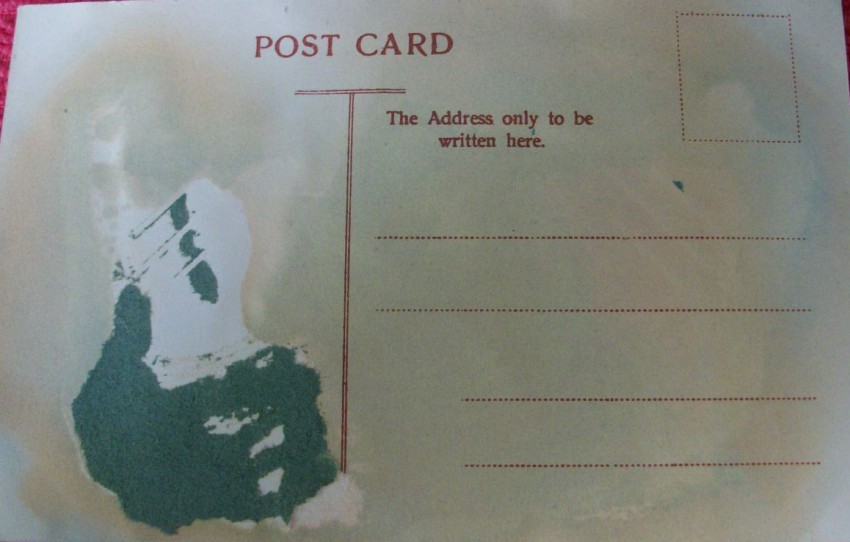 POST CARD
The Address only to be
written here.